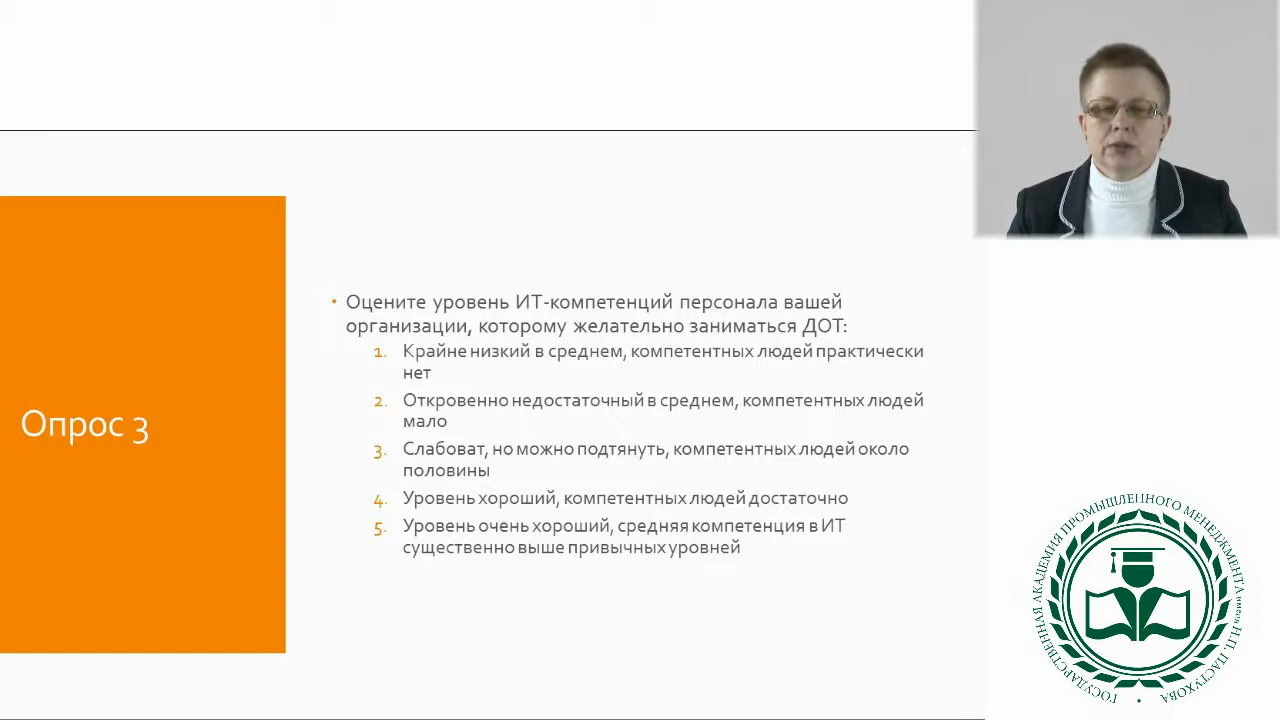 Опрос 3
• Оцените уровень ИТ-компетенций персонала вашей
организации, которому желательно заниматься ДОТ:
1. Крайне низкий в среднем, компетентных людей практически
нет
2. Откровенно недостаточный в среднем, компетентных людей
мало
3. Слабоват, но можно подтянуть, компетентных людей около
половины
4. Уровень хороший, компетентных людей достаточно
5. Уровень очень хороший, средняя компетенция в ИТ
существенно выше привычных уровней
ГОСУДАРСТВЕННАЯ АКАДЕМИЯ ПРОМЫШЛЕННОГО МЕНЕДЖМЕНТА имени Н.П. ПАСТУХОВА